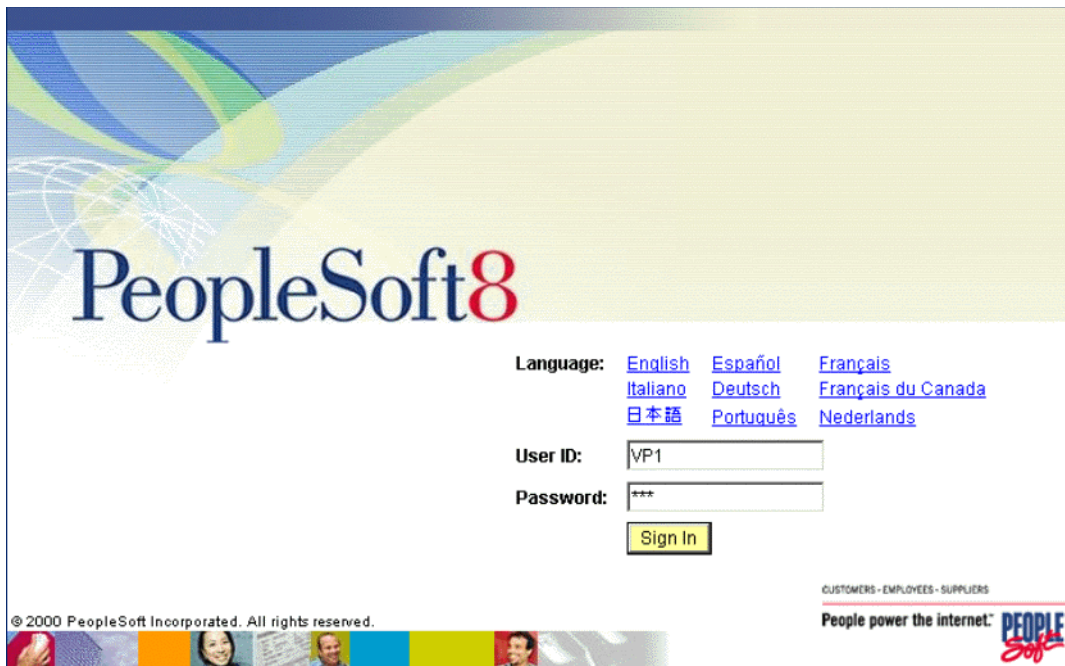 PeopleSoft8
Language: English Español Français
Italiano Deutsch Français du Canada
日本語 Português Nederlands
User ID: VP1
Password: ***
Sign In
CUSTOMERS - EMPLOYEES - SUPPLIERS
© 2000 PeopleSoft Incorporated. All rights reserved.
People power the internet.™ PEOPLE
Soft